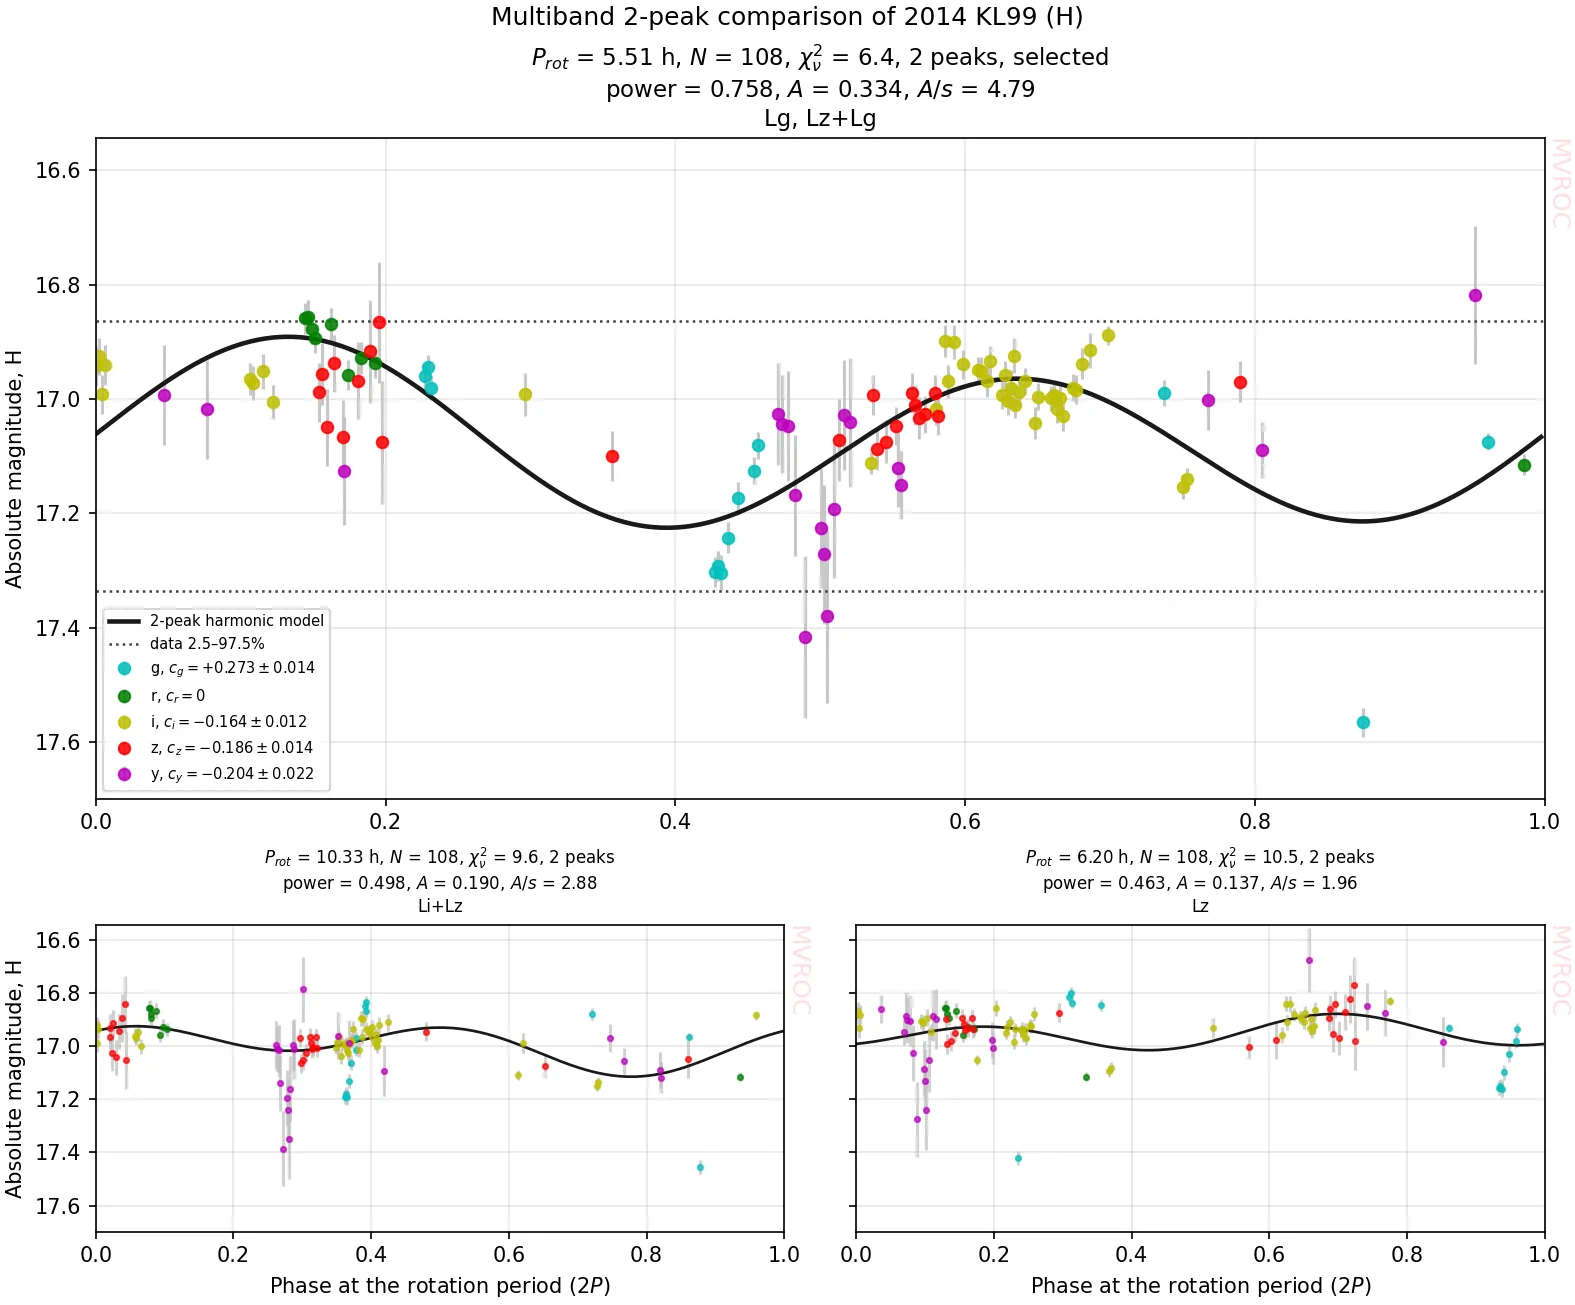 Multiband 2-peak comparison of 2014 KL99 (H)
P_rot = 5.51 h, N = 108, χ²_ν = 6.4, 2 peaks, selected
power = 0.758, A = 0.334, A/s = 4.79
Lg, Lz+Lg
MVROC
Absolute magnitude, H
16.6
16.8
17.0
17.2
17.4
17.6
2-peak harmonic model
data 2.5–97.5%
g, c_g = +0.273 ± 0.014
r, c_r = 0
i, c_i = −0.164 ± 0.012
z, c_z = −0.186 ± 0.014
y, c_y = −0.204 ± 0.022
0.0 0.2 0.4 0.6 0.8 1.0
P_rot = 10.33 h, N = 108, χ²_ν = 9.6, 2 peaks
power = 0.498, A = 0.190, A/s = 2.88
Li+Lz
MVROC
Absolute magnitude, H
16.6
16.8
17.0
17.2
17.4
17.6
0.0 0.2 0.4 0.6 0.8 1.0
Phase at the rotation period (2P)
P_rot = 6.20 h, N = 108, χ²_ν = 10.5, 2 peaks
power = 0.463, A = 0.137, A/s = 1.96
Lz
MVROC
0.0 0.2 0.4 0.6 0.8 1.0
Phase at the rotation period (2P)